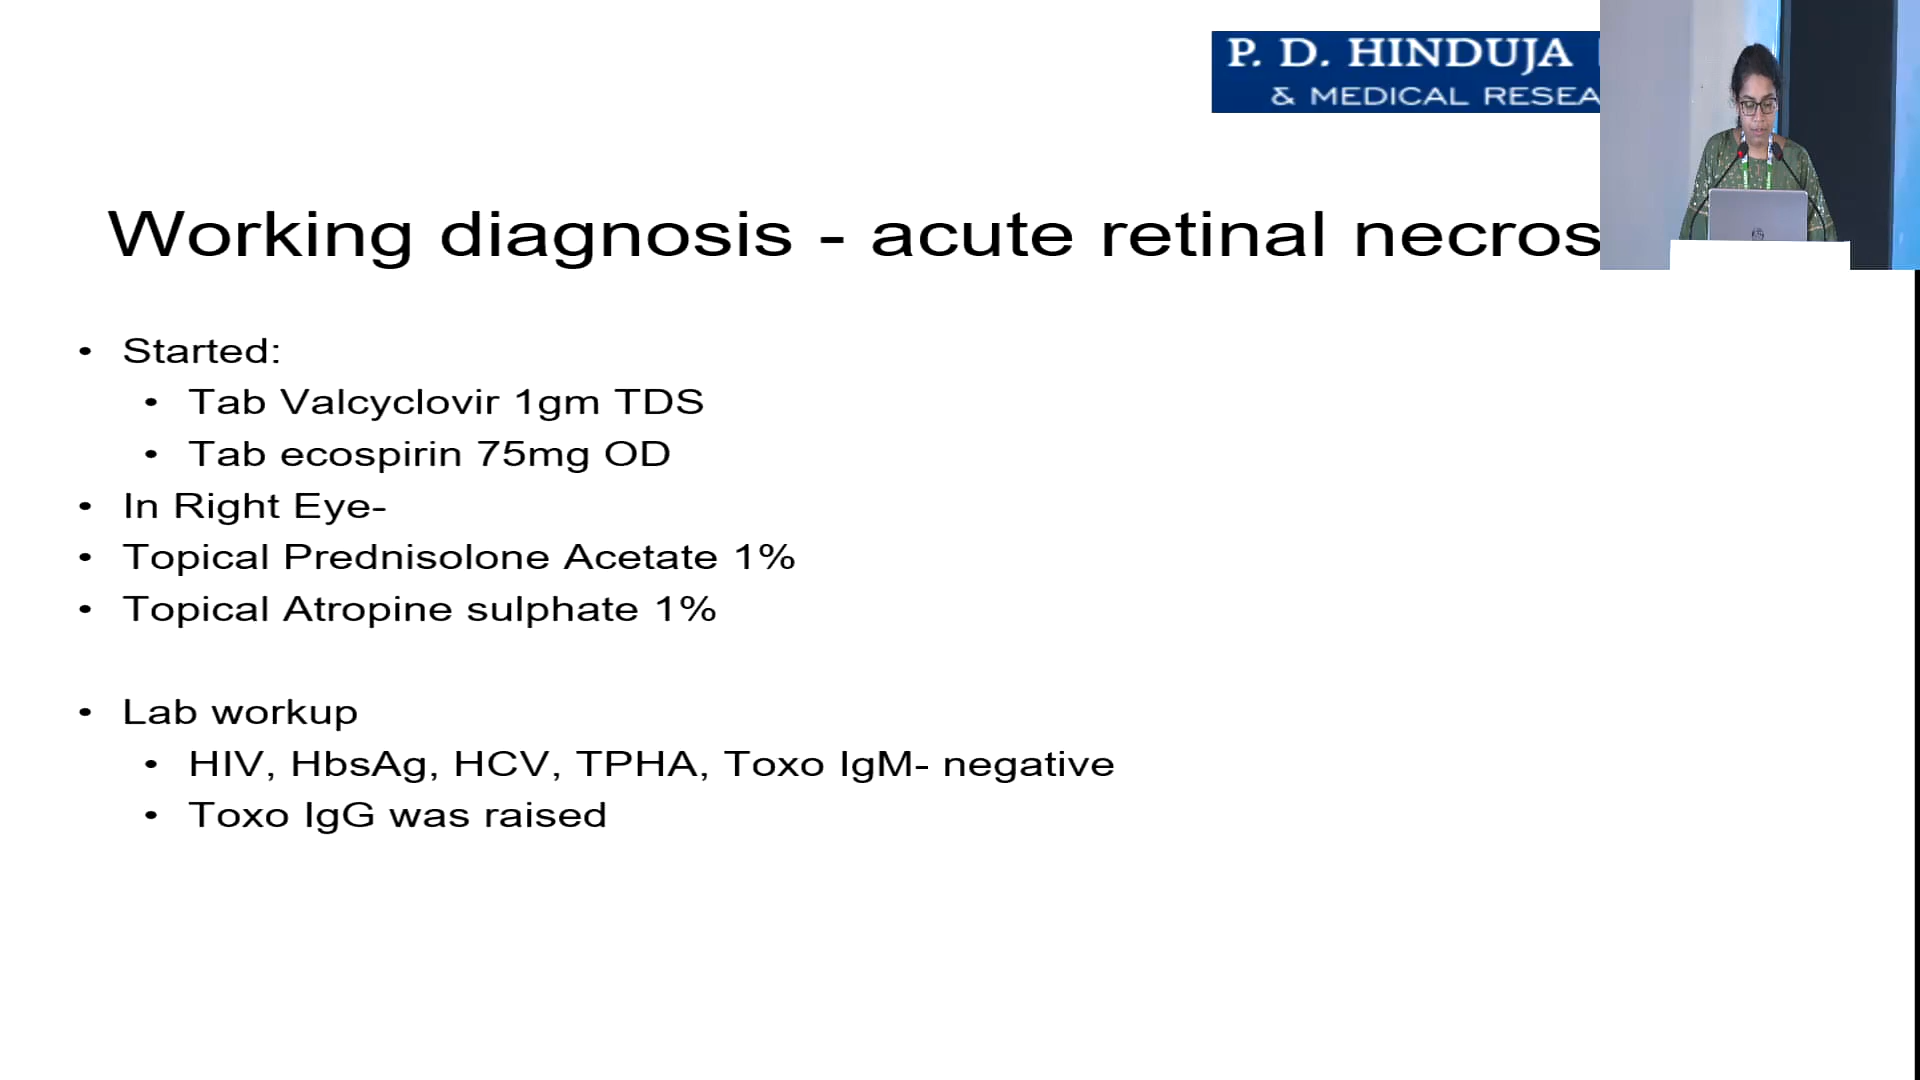 P. D. HINDUJA
& MEDICAL RESEA
Working diagnosis - acute retinal necros
• Started:
• Tab Valcyclovir 1gm TDS
• Tab ecospirin 75mg OD
• In Right Eye-
• Topical Prednisolone Acetate 1%
• Topical Atropine sulphate 1%
• Lab workup
• HIV, HbsAg, HCV, TPHA, Toxo IgM- negative
• Toxo IgG was raised